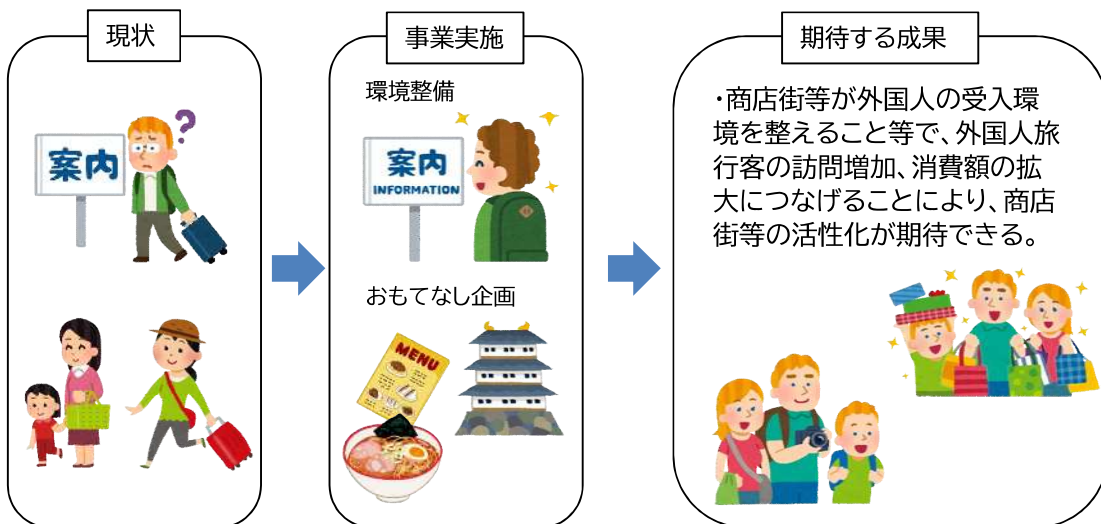 現状
案内
事業実施
環境整備
案内
INFORMATION
おもてなし企画
MENU
期待する成果
・商店街等が外国人の受入環
境を整えること等で、外国人旅
行客の訪問増加、消費額の拡
大につなげることにより、商店
街等の活性化が期待できる。